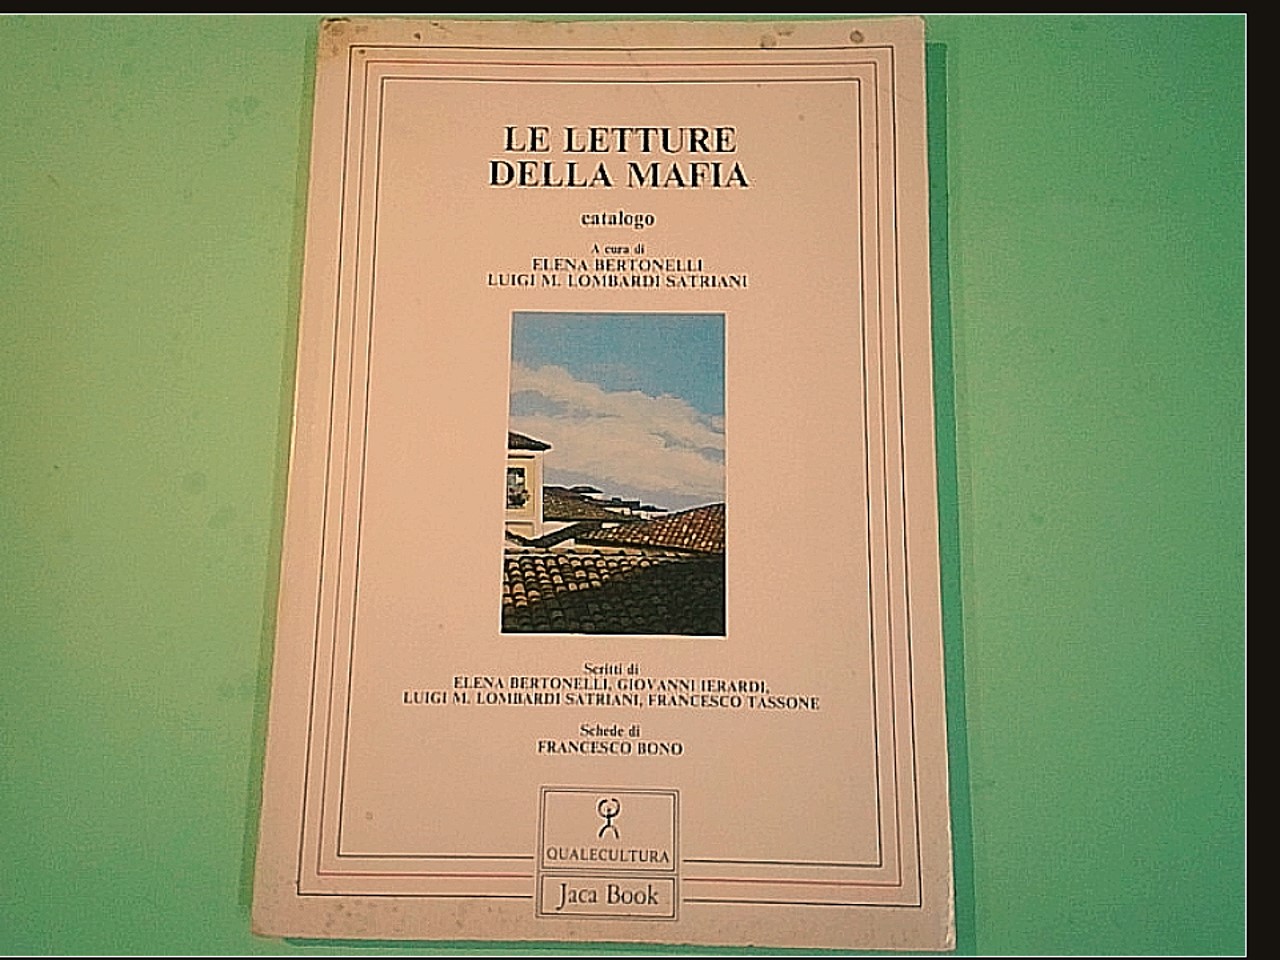 LE LETTURE
DELLA MAFIA
catalogo
A cura di
ELENA BERTONELLI
LUIGI M. LOMBARDI SATRIANI
Scritti di
ELENA BERTONELLI, GIOVANNI IERARDI,
LUIGI M. LOMBARDI SATRIANI, FRANCESCO TASSONE
Schede di
FRANCESCO BONO
QUALECULTURA
Jaca Book